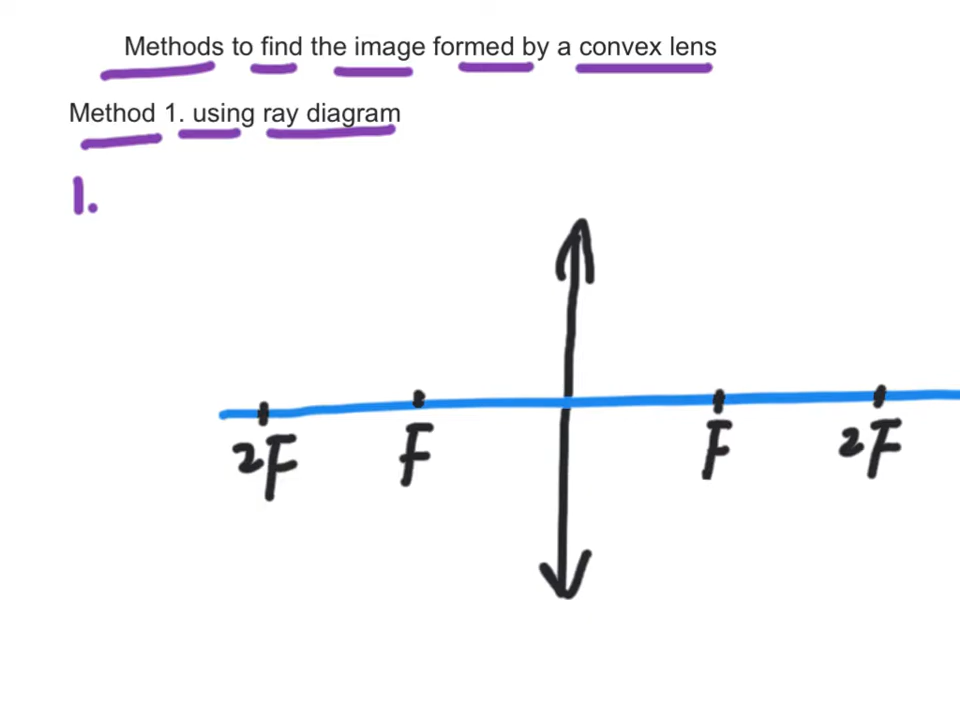 Methods to find the image formed by a convex lens
Method 1. using ray diagram
1.
2F F F 2F